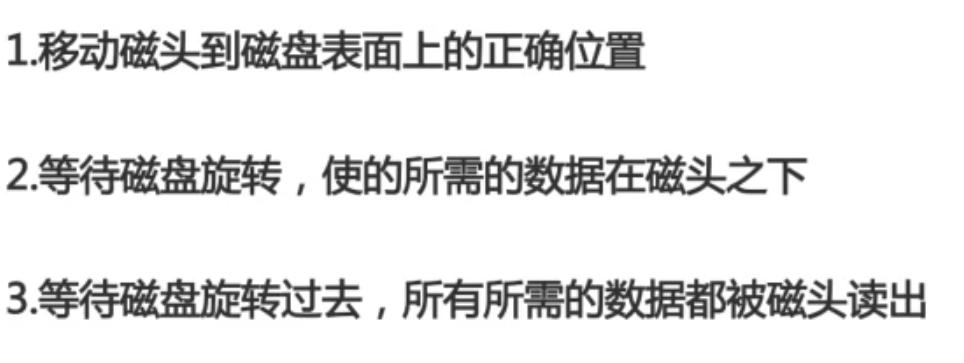 1.移动磁头到磁盘表面上的正确位置
2.等待磁盘旋转，使的所需的数据在磁头之下
3.等待磁盘旋转过去，所有所需的数据都被磁头读出